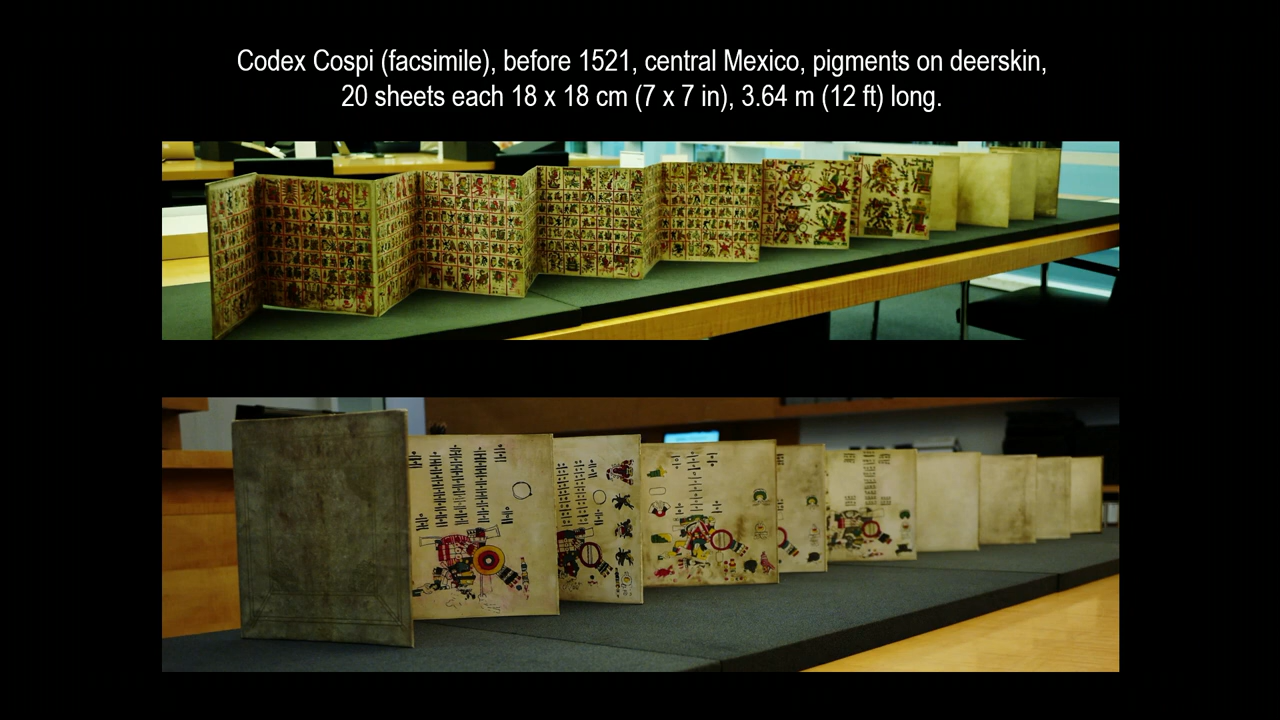 Codex Cospi (facsimile), before 1521, central Mexico, pigments on deerskin,
20 sheets each 18 x 18 cm (7 x 7 in), 3.64 m (12 ft) long.